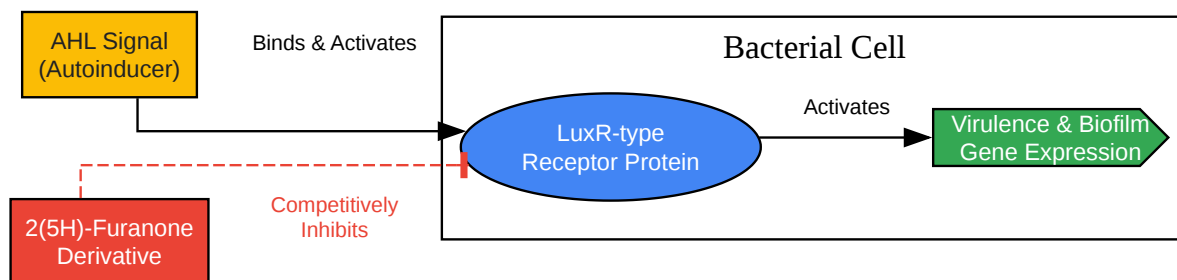 AHL Signal
(Autoinducer)
Binds & Activates
Bacterial Cell
LuxR-type
Receptor Protein
Activates
Virulence & Biofilm
Gene Expression
Competitively
Inhibits
2(5H)-Furanone
Derivative